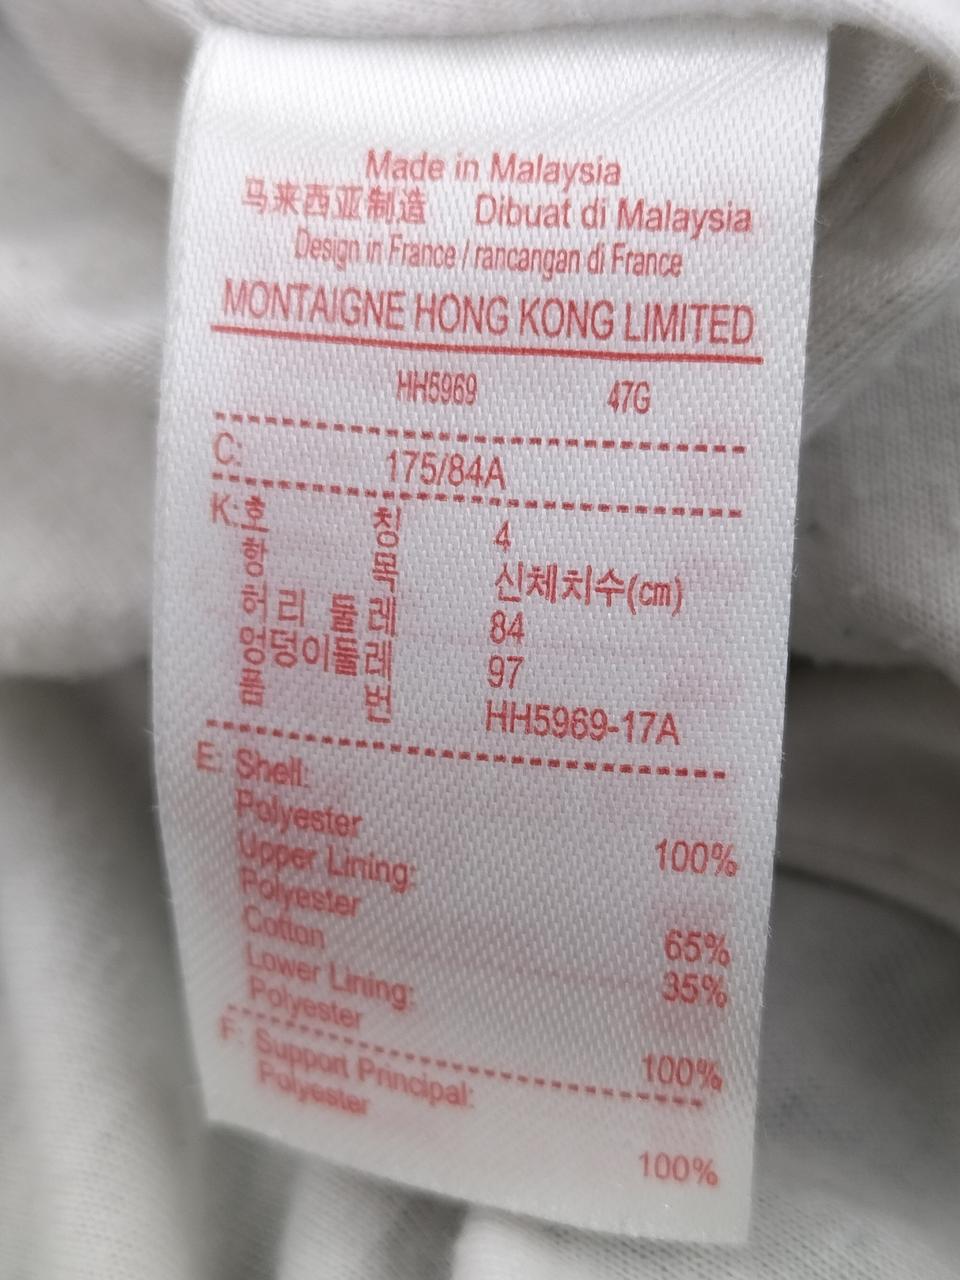 Made in Malaysia
马来西亚制造 Dibuat di Malaysia
Design in France / rancangan di France
MONTAIGNE HONG KONG LIMITED
HH5969 47G
C: 175/84A
K: 호 칭 4
항 목 신체치수(cm)
허리 둘레 84
엉덩이둘레 97
품 번 HH5969-17A
E: Shell:
Polyester 100%
Upper Lining:
Polyester 65%
Cotton 35%
Lower Lining:
Polyester 100%
F: Support Principal:
Polyester 100%